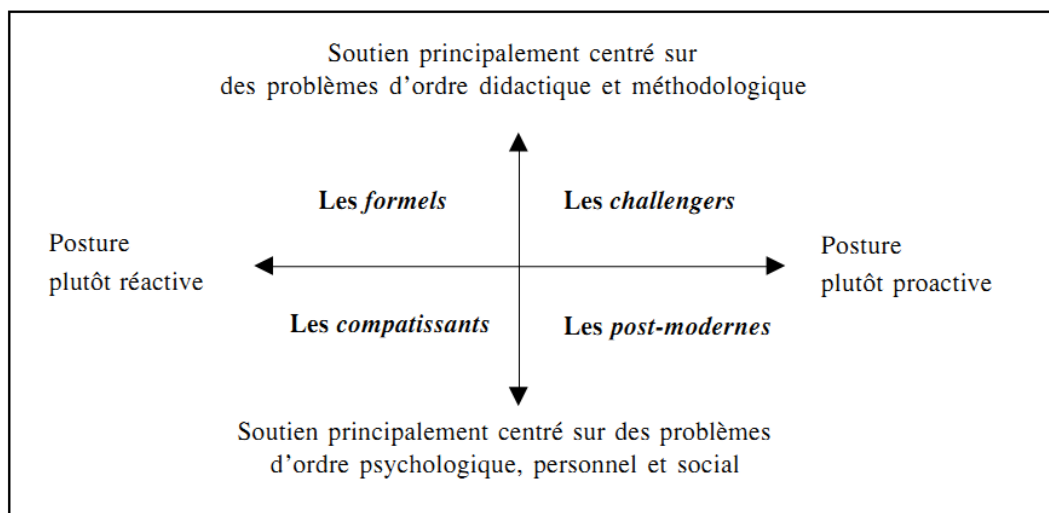 Soutien principalement centré sur
des problèmes d'ordre didactique et méthodologique
Les formels
Les challengers
Posture
plutôt réactive
Posture
plutôt proactive
Les compatissants
Les post-modernes
Soutien principalement centré sur des problèmes
d'ordre psychologique, personnel et social